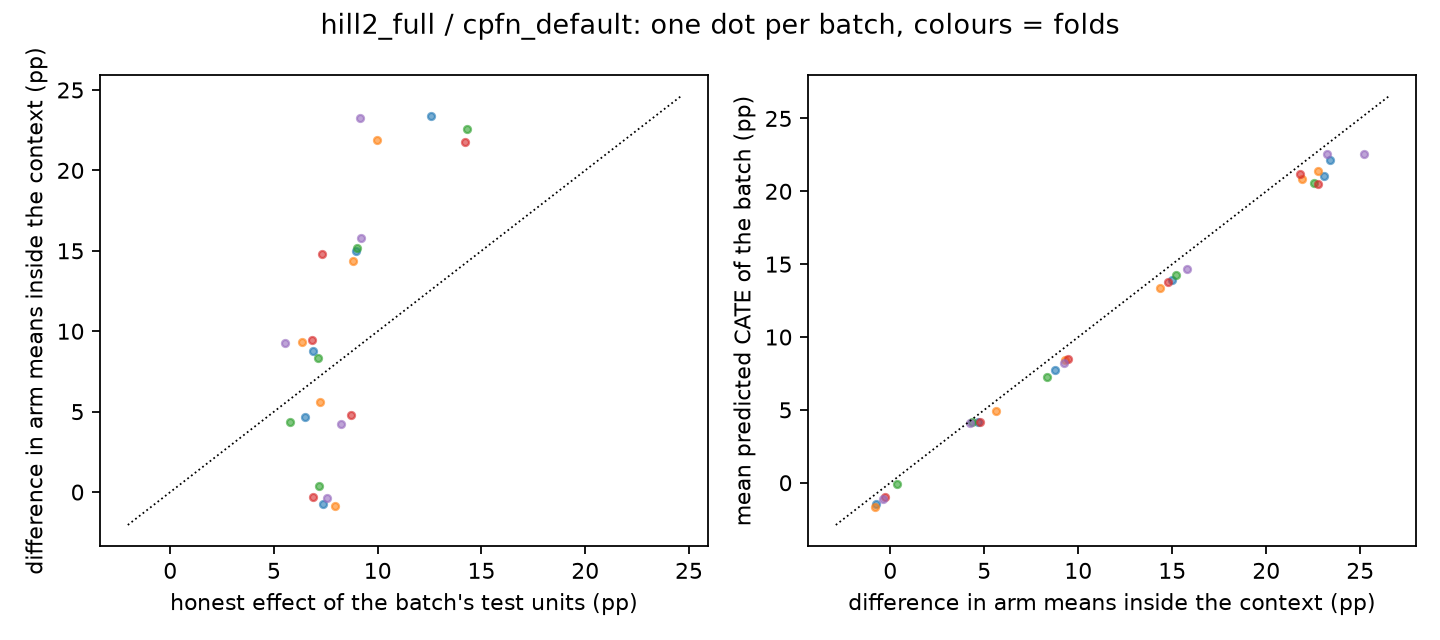 hill2_full / cpfn_default: one dot per batch, colours = folds
difference in arm means inside the context (pp)
25
20
15
10
5
0
0 5 10 15 20 25
honest effect of the batch's test units (pp)
mean predicted CATE of the batch (pp)
25
20
15
10
5
0
0 5 10 15 20 25
difference in arm means inside the context (pp)